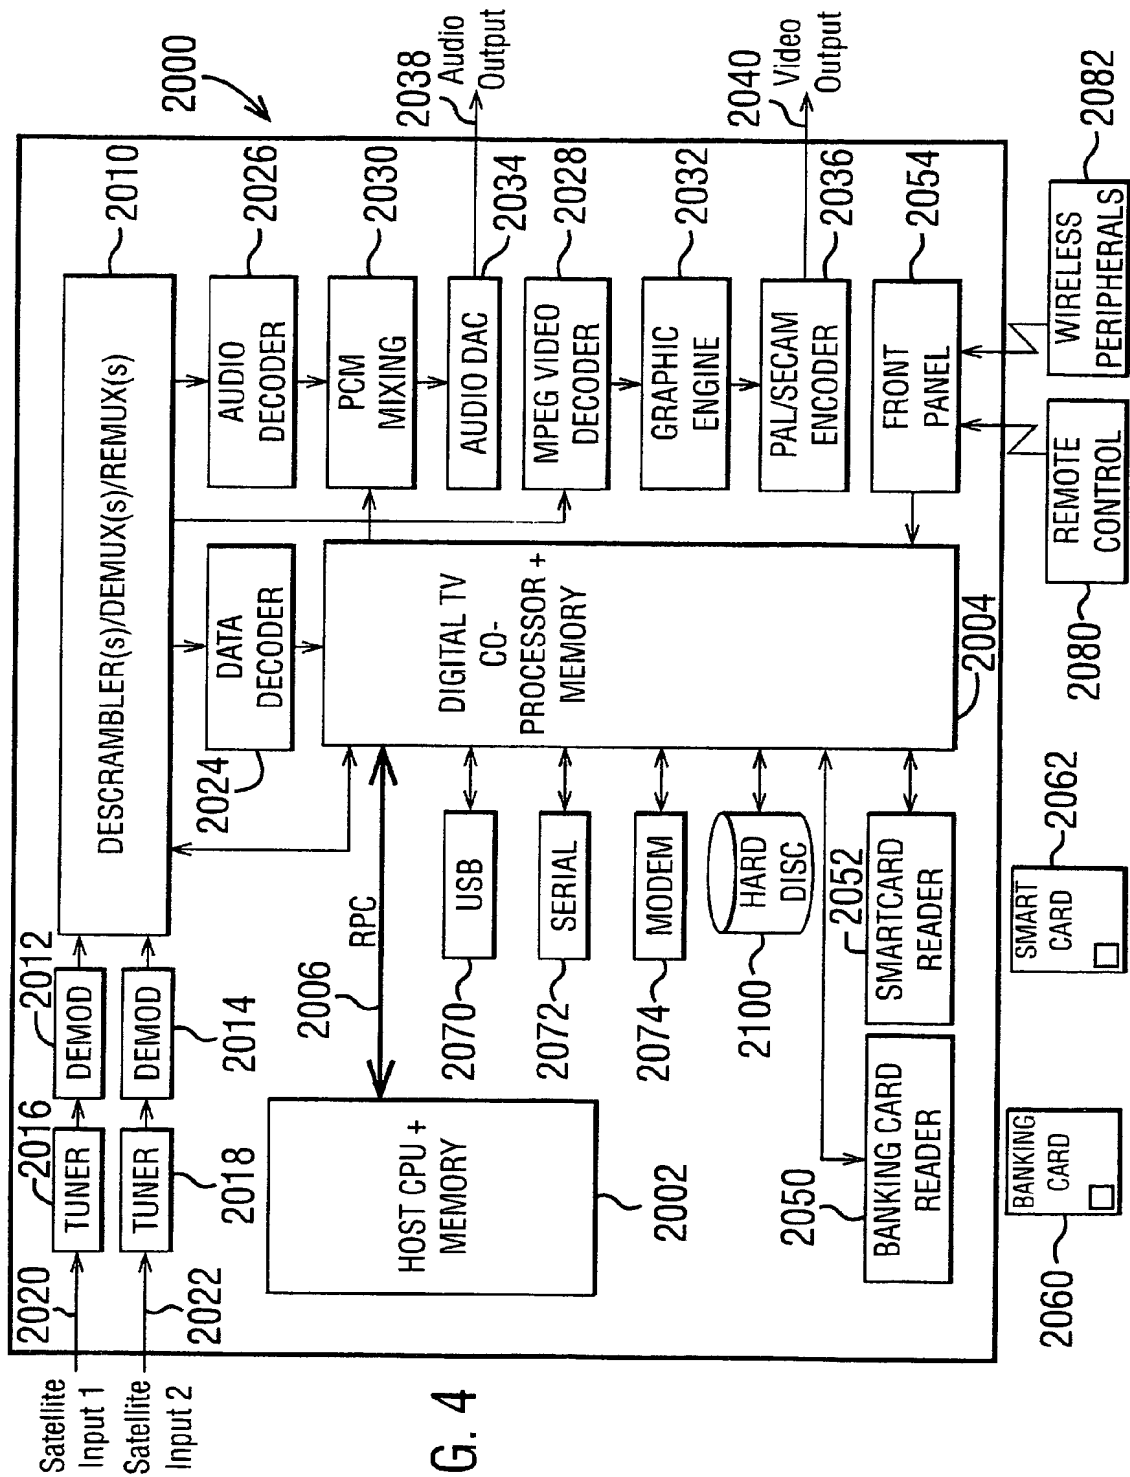 2000
Satellite
Input 1
2020
TUNER
2016
DEMOD
2012
DESCRAMBLER(s)/DEMUX(s)/REMUX(s)
2010
Satellite
Input 2
2022
TUNER
2018
DEMOD
2014
2024
DATA
DECODER
AUDIO
DECODER
2026
PCM
MIXING
2030
AUDIO DAC
2034
2038
Audio
Output
MPEG VIDEO
DECODER
2028
GRAPHIC
ENGINE
2032
PAL/SECAM
ENCODER
2036
2040
Video
Output
FRONT
PANEL
2054
HOST CPU +
MEMORY
2002
2006
RPC
DIGITAL TV
CO-
PROCESSOR +
MEMORY
2004
2070
USB
2072
SERIAL
2074
MODEM
2100
HARD
DISC
2050
BANKING CARD
READER
2052
SMARTCARD
READER
2060
BANKING
CARD
SMART
CARD
2062
2080
REMOTE
CONTROL
WIRELESS
PERIPHERALS
2082
G. 4